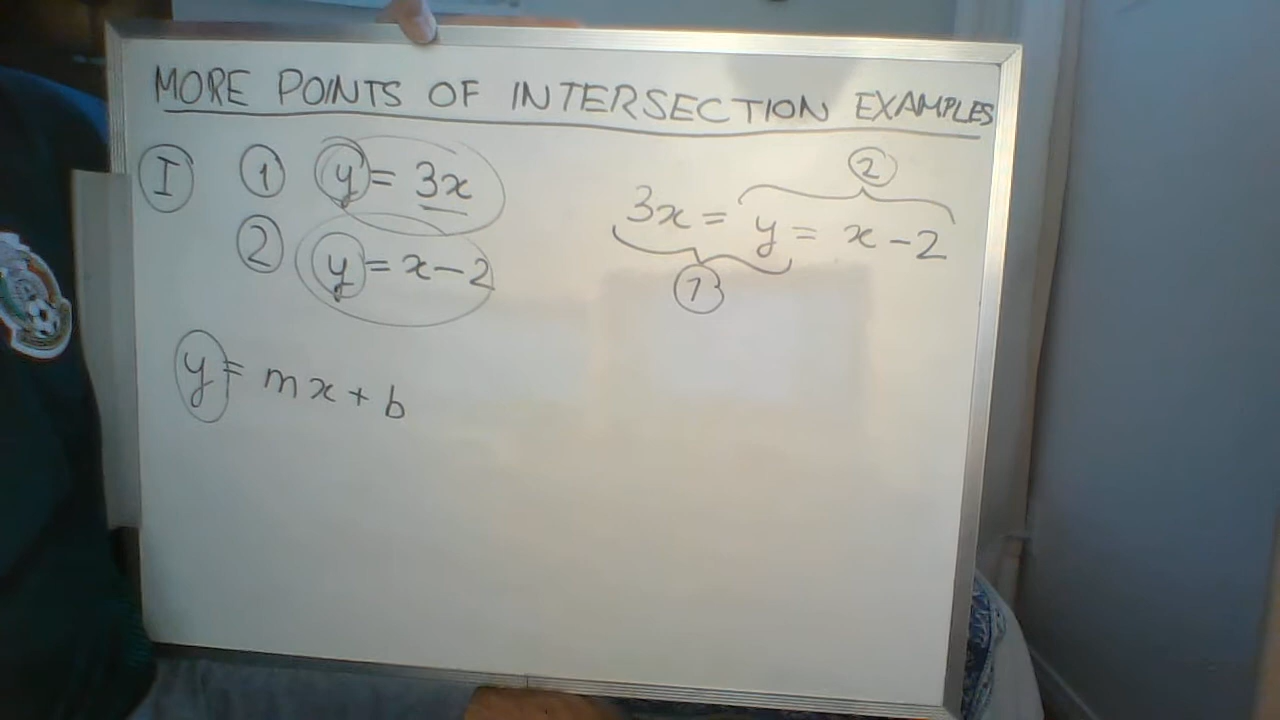 MORE POINTS OF INTERSECTION EXAMPLES
I 1 y = 3x
2 y = x - 2
y = mx + b
2
3x = y = x - 2
1